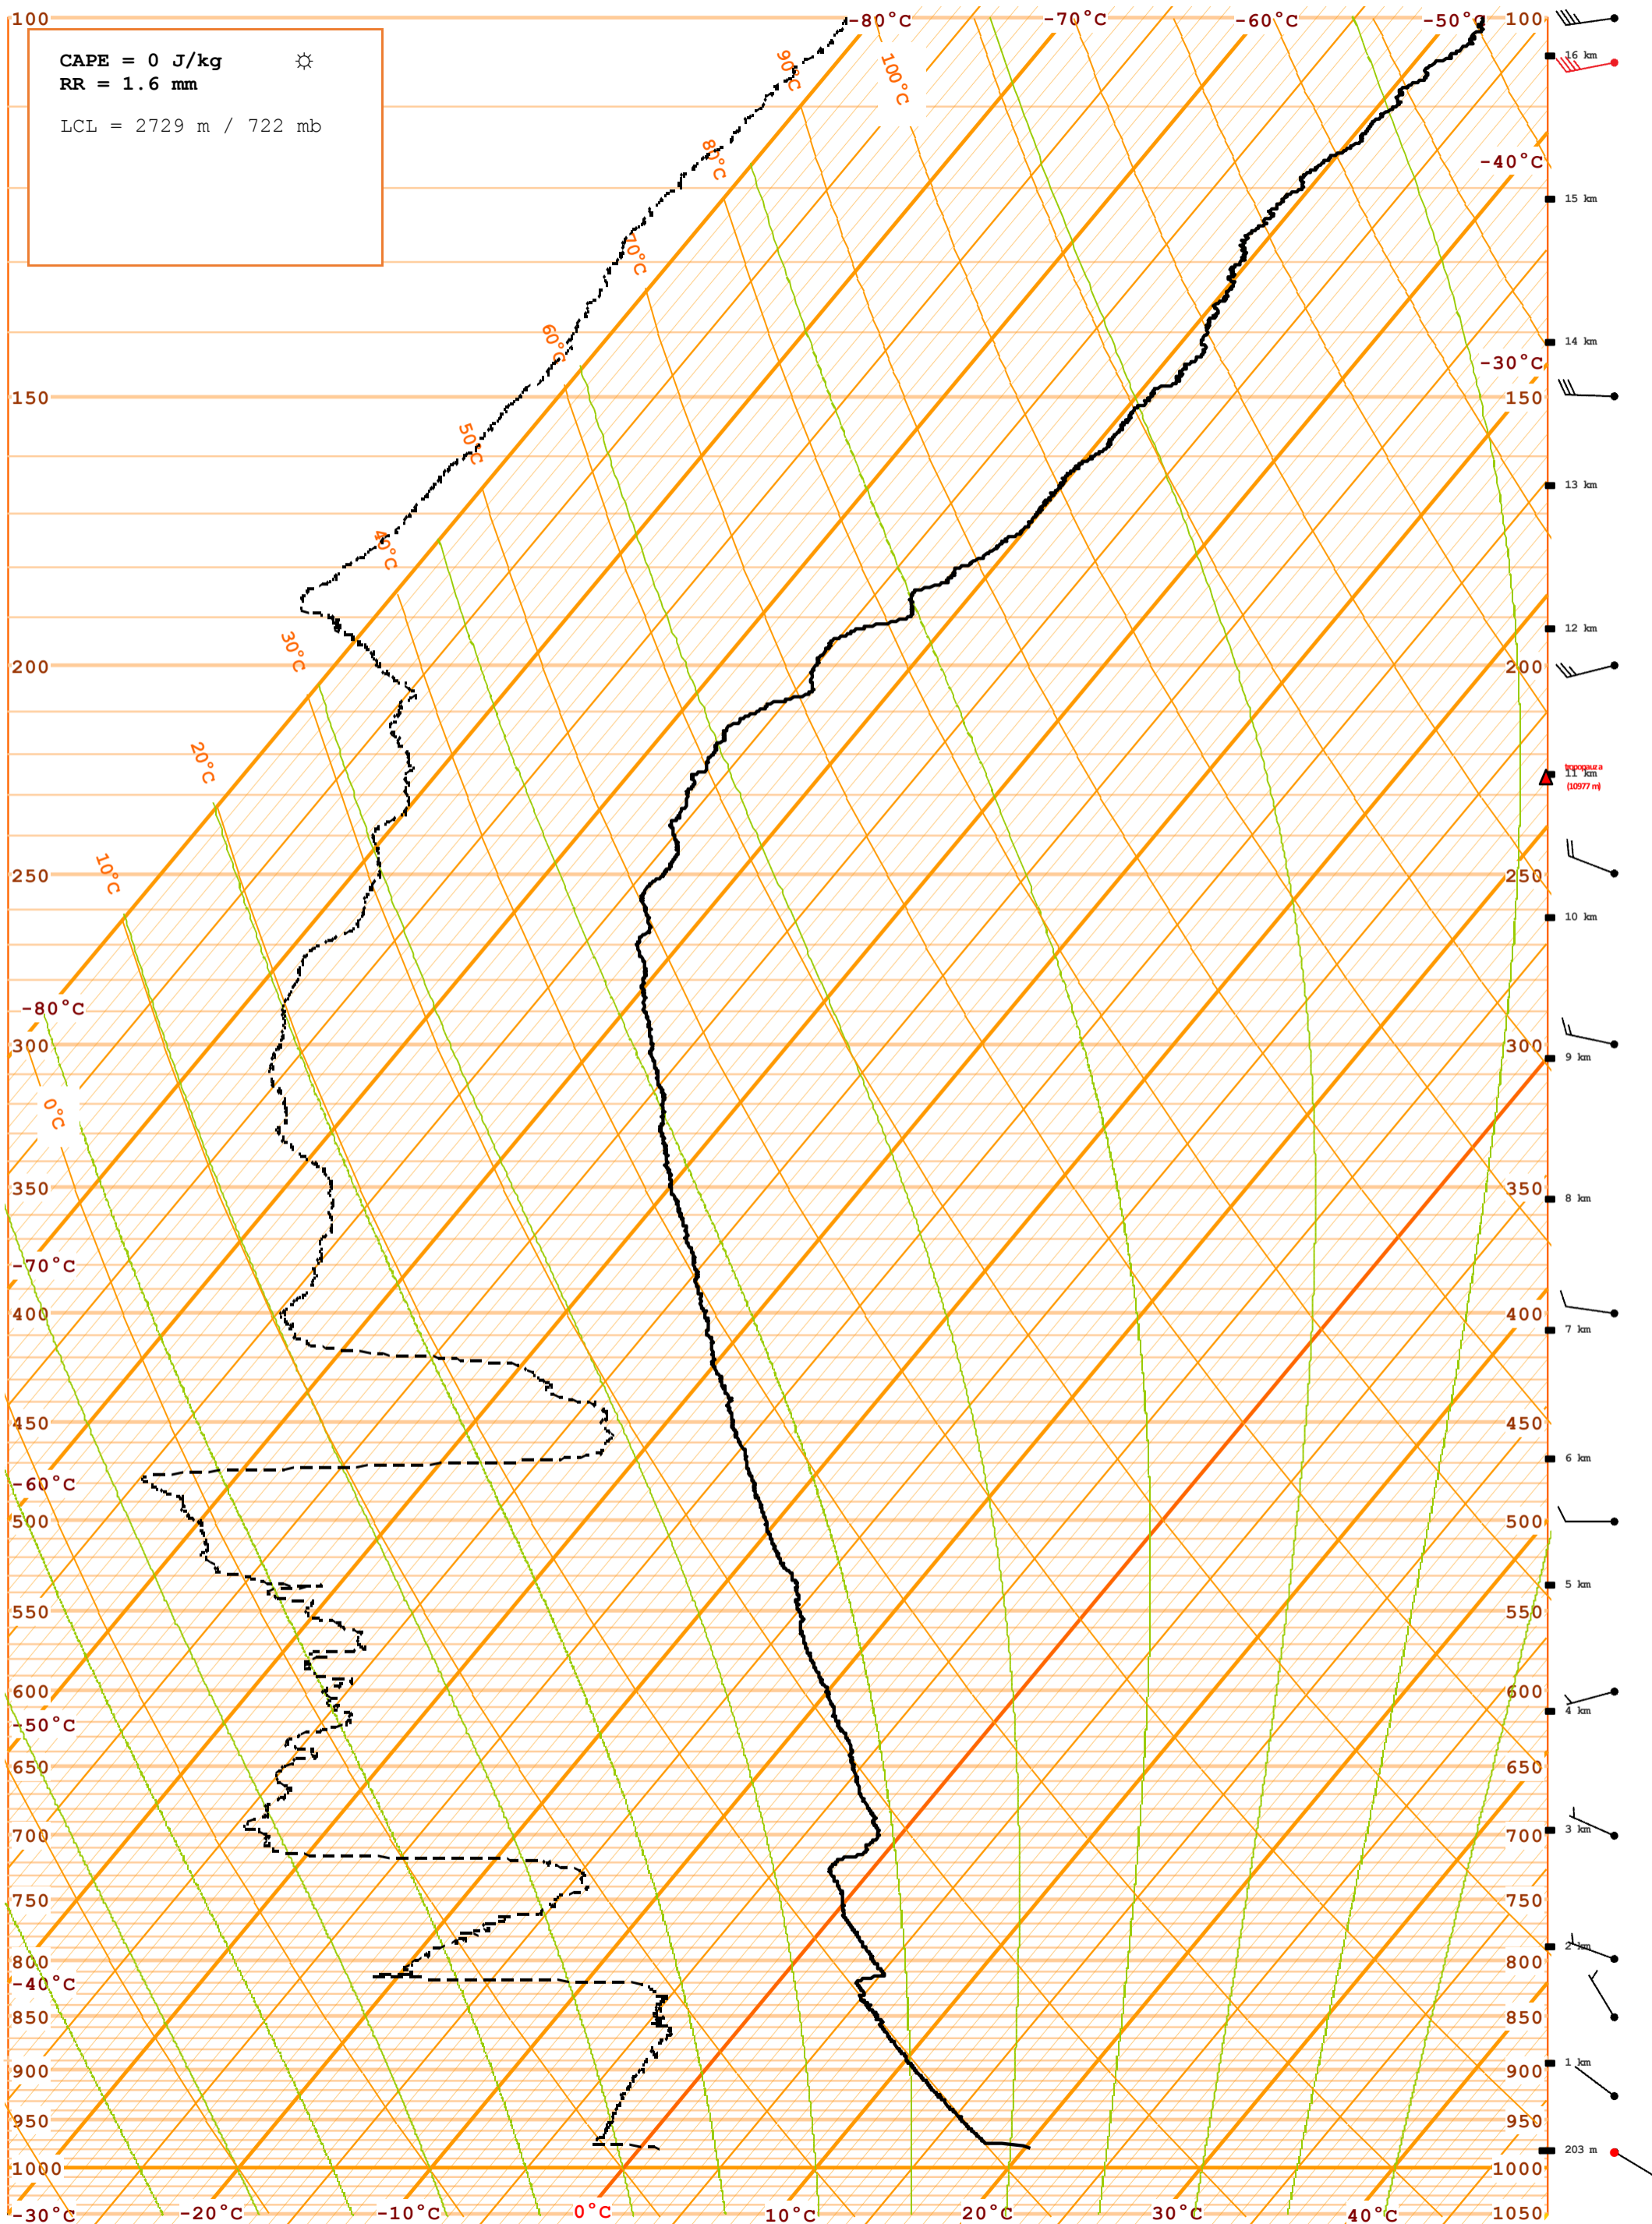 100
-80°C
-70°C
-60°C
-50°C
100
CAPE = 0 J/kg ☼
RR = 1.6 mm
LCL = 2729 m / 722 mb
16 km
90°C
100°C
80°C
-40°C
15 km
70°C
60°C
14 km
-30°C
150
150
50°C
13 km
40°C
30°C
12 km
200
200
20°C
tropopauza
11 km
(10977 m)
10°C
250
250
10 km
-80°C
300
300
9 km
0°C
350
350
8 km
-70°C
400
400
7 km
450
450
6 km
-60°C
500
500
5 km
550
550
600
600
4 km
-50°C
650
650
700
700
3 km
750
750
2 km
800
800
-40°C
850
850
1 km
900
900
950
950
203 m
1000
1000
-30°C
-20°C
-10°C
0°C
10°C
20°C
30°C
40°C
1050